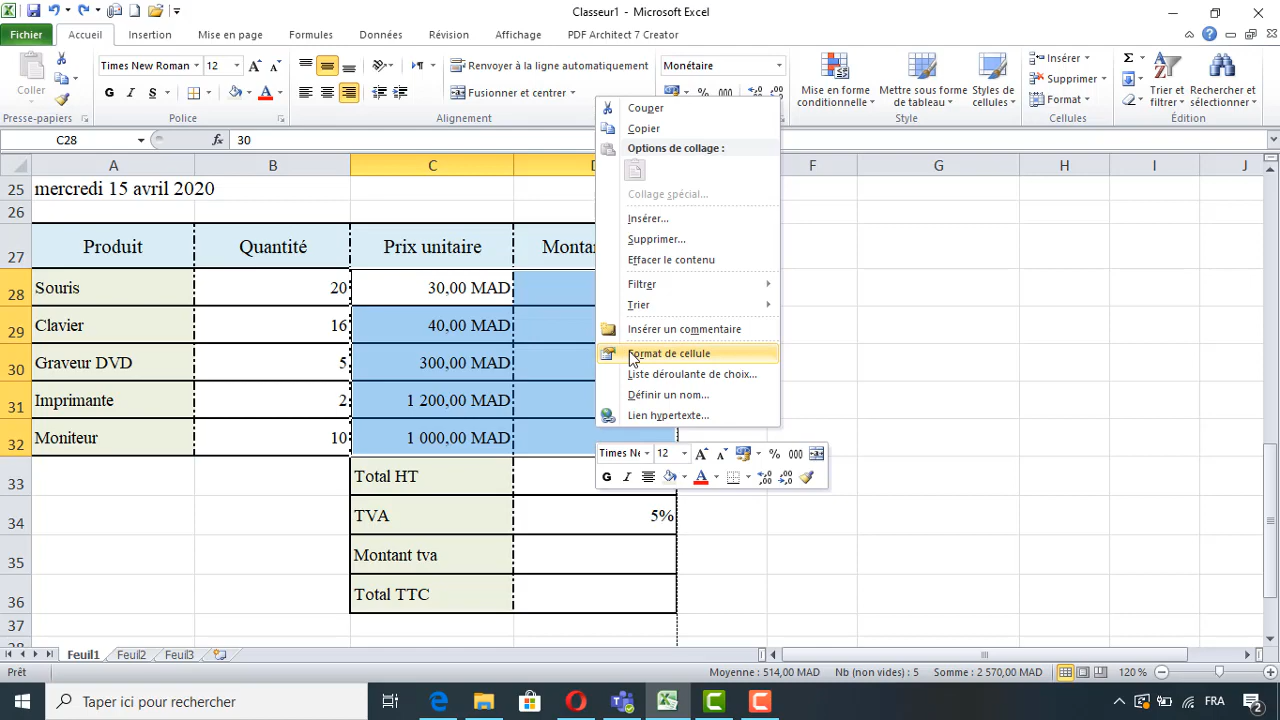 Classeur1 - Microsoft Excel
Fichier Accueil Insertion Mise en page Formules Données Révision Affichage PDF Architect 7 Creator
Times New Roman 12 Renvoyer à la ligne automatiquement Monétaire
Coller G I S Fusionner et centrer % 000
Mise en forme conditionnelle Mettre sous forme de tableau Styles de cellules
Insérer Supprimer Format
Trier et filtrer Rechercher et sélectionner
Presse-papiers Police Alignement Style Cellules Édition
C28 fx 30
A B C D F G H I J
25 mercredi 15 avril 2020
26
27 Produit Quantité Prix unitaire Montan
28 Souris 20 30,00 MAD
29 Clavier 16 40,00 MAD
30 Graveur DVD 5 300,00 MAD
31 Imprimante 2 1 200,00 MAD
32 Moniteur 10 1 000,00 MAD
33 Total HT
34 TVA 5%
35 Montant tva
36 Total TTC
37
Couper
Copier
Options de collage :
Collage spécial...
Insérer...
Supprimer...
Effacer le contenu
Filtrer
Trier
Insérer un commentaire
Format de cellule
Liste déroulante de choix...
Définir un nom...
Lien hypertexte...
Times Ne 12 A A % 000
G I A
Feuil1 Feuil2 Feuil3
Prêt Moyenne : 514,00 MAD Nb (non vides) : 5 Somme : 2 570,00 MAD 120 %
Taper ici pour rechercher FRA 2